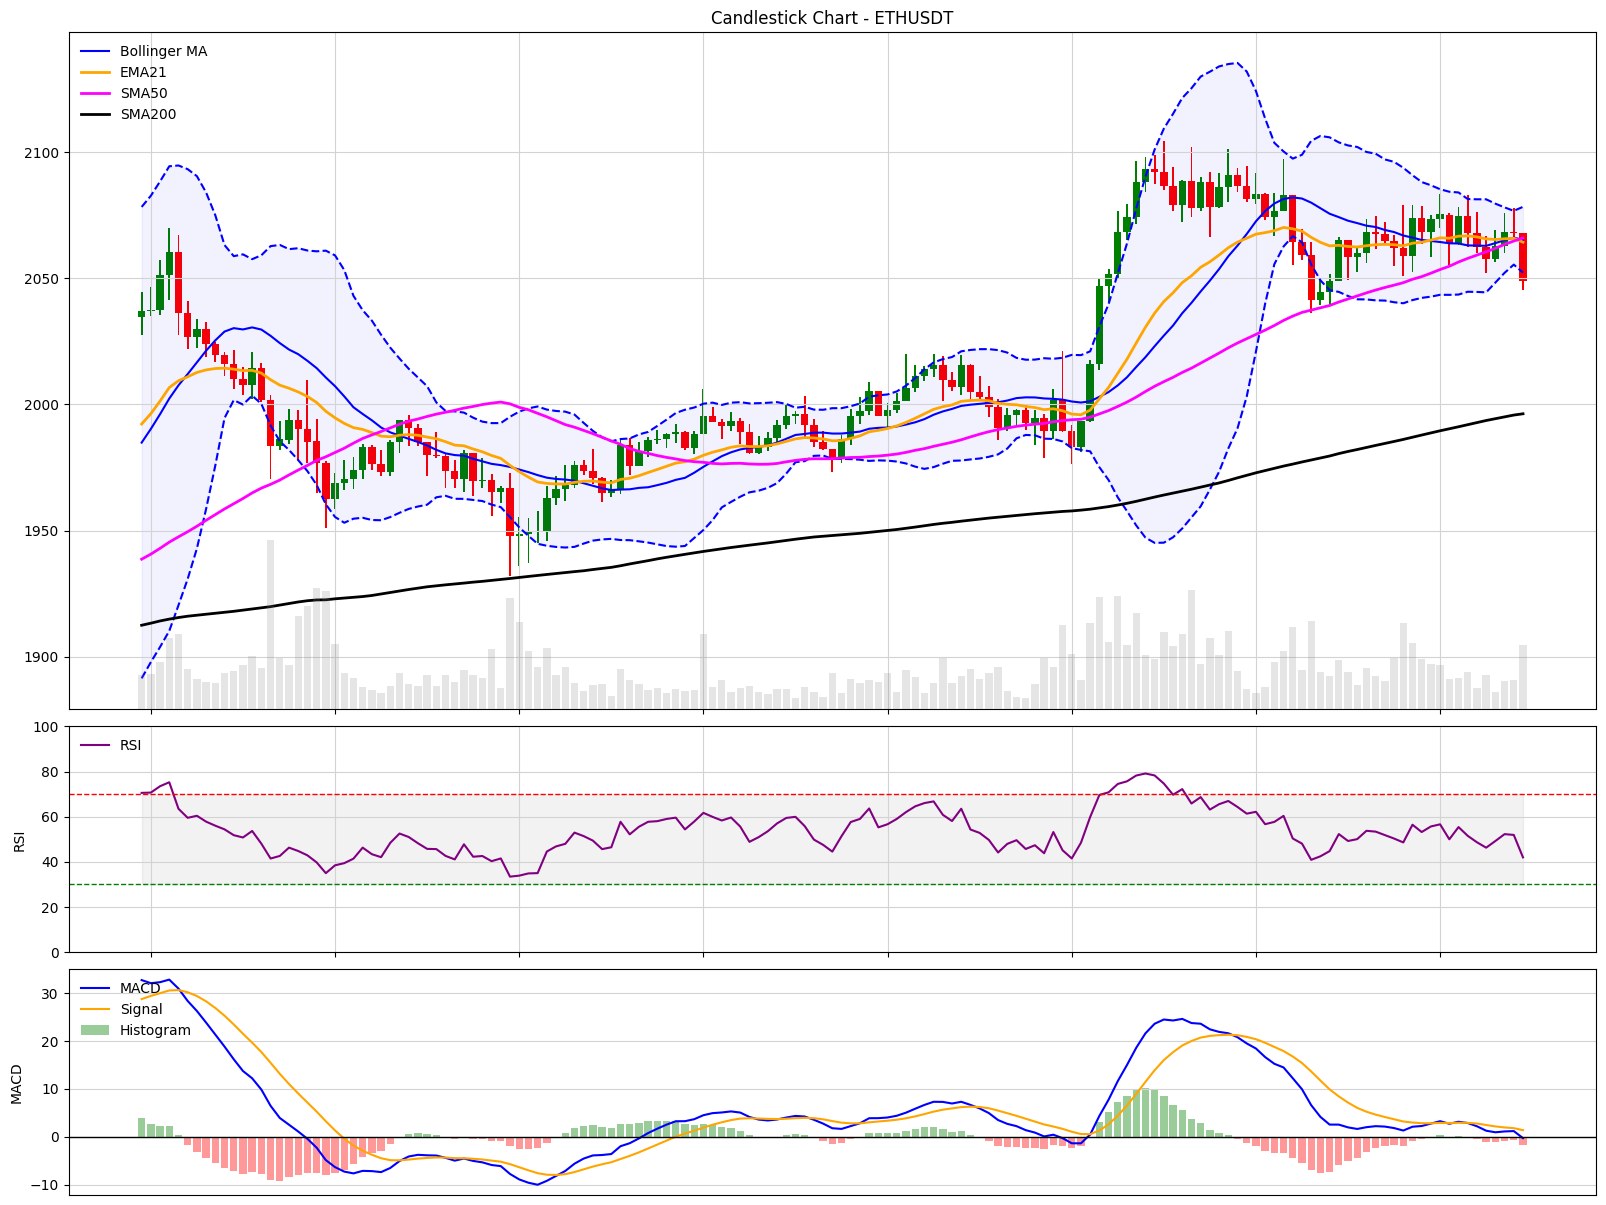 Candlestick Chart - ETHUSDT
Bollinger MA
EMA21
SMA50
SMA200
2100
2050
2000
1950
1900
100
80
60
40
20
0
RSI
RSI
30
20
10
0
−10
MACD
MACD
Signal
Histogram